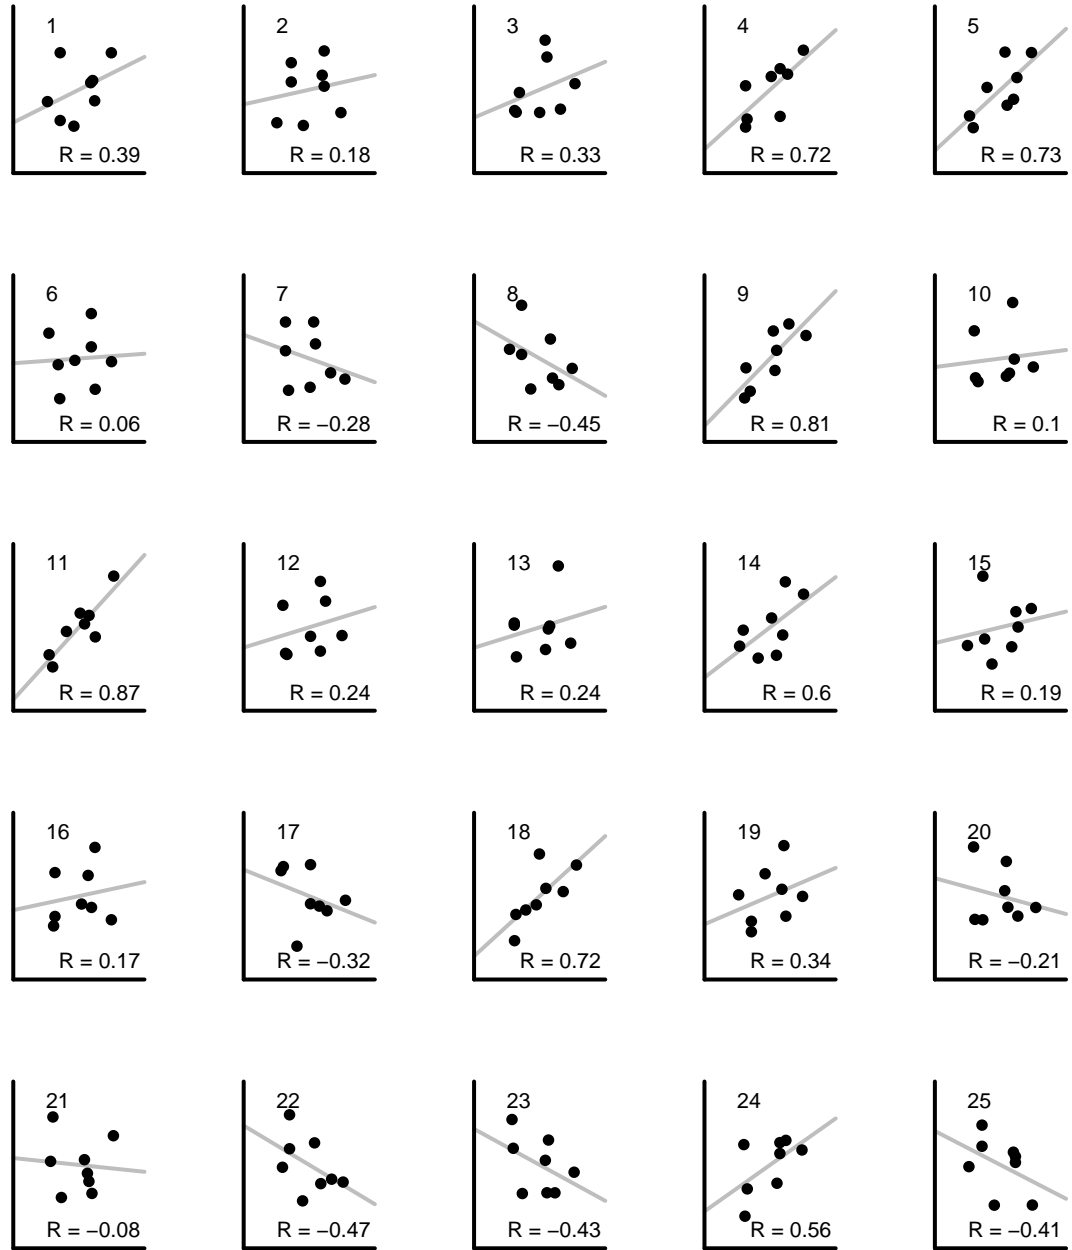 1 2 3 4 5
R = 0.39 R = 0.18 R = 0.33 R = 0.72 R = 0.73
6 7 8 9 10
R = 0.06 R = −0.28 R = −0.45 R = 0.81 R = 0.1
11 12 13 14 15
R = 0.87 R = 0.24 R = 0.24 R = 0.6 R = 0.19
16 17 18 19 20
R = 0.17 R = −0.32 R = 0.72 R = 0.34 R = −0.21
21 22 23 24 25
R = −0.08 R = −0.47 R = −0.43 R = 0.56 R = −0.41